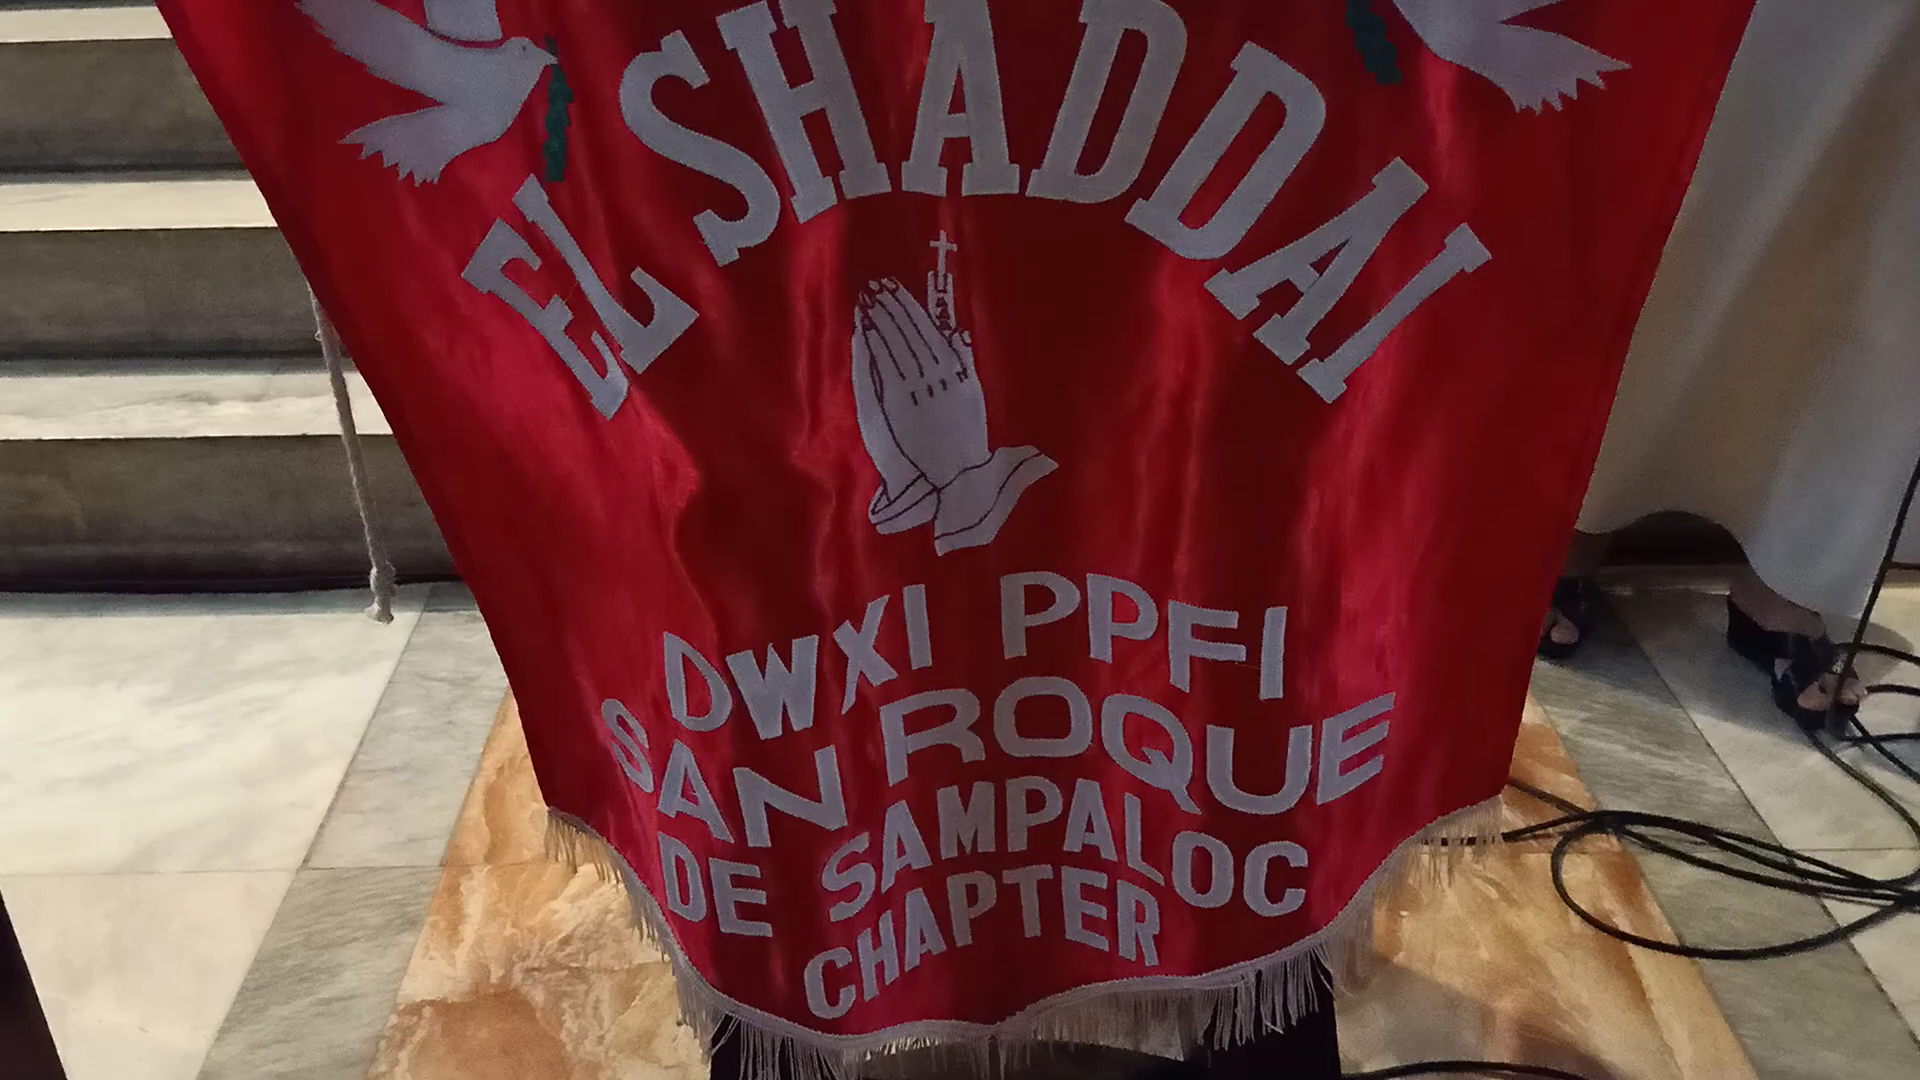 EL SHADDAI
DWXI PPFI
SAN ROQUE
DE SAMPALOC
CHAPTER